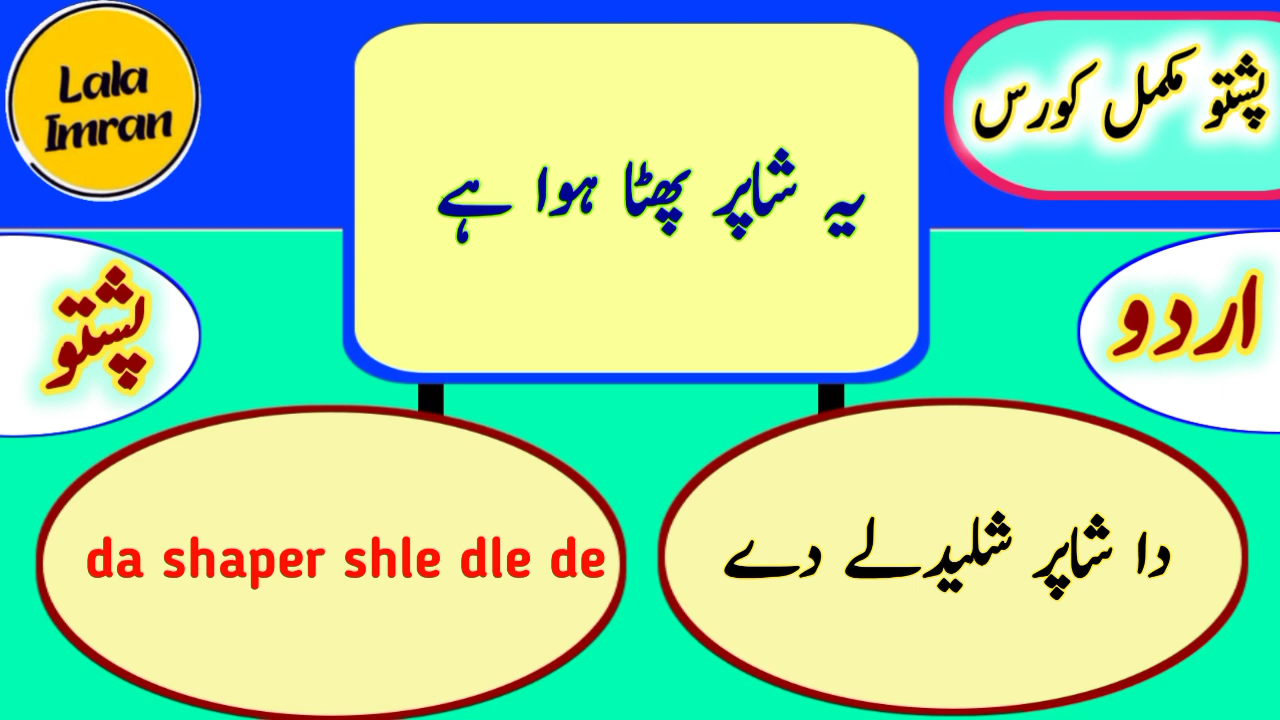 Lala
Imran
پشتو مکمل کورس
یہ شاپر پھٹا ہوا ہے
اردو
پشتو
دا شاپر شلیدلے دے
da shaper shle dle de